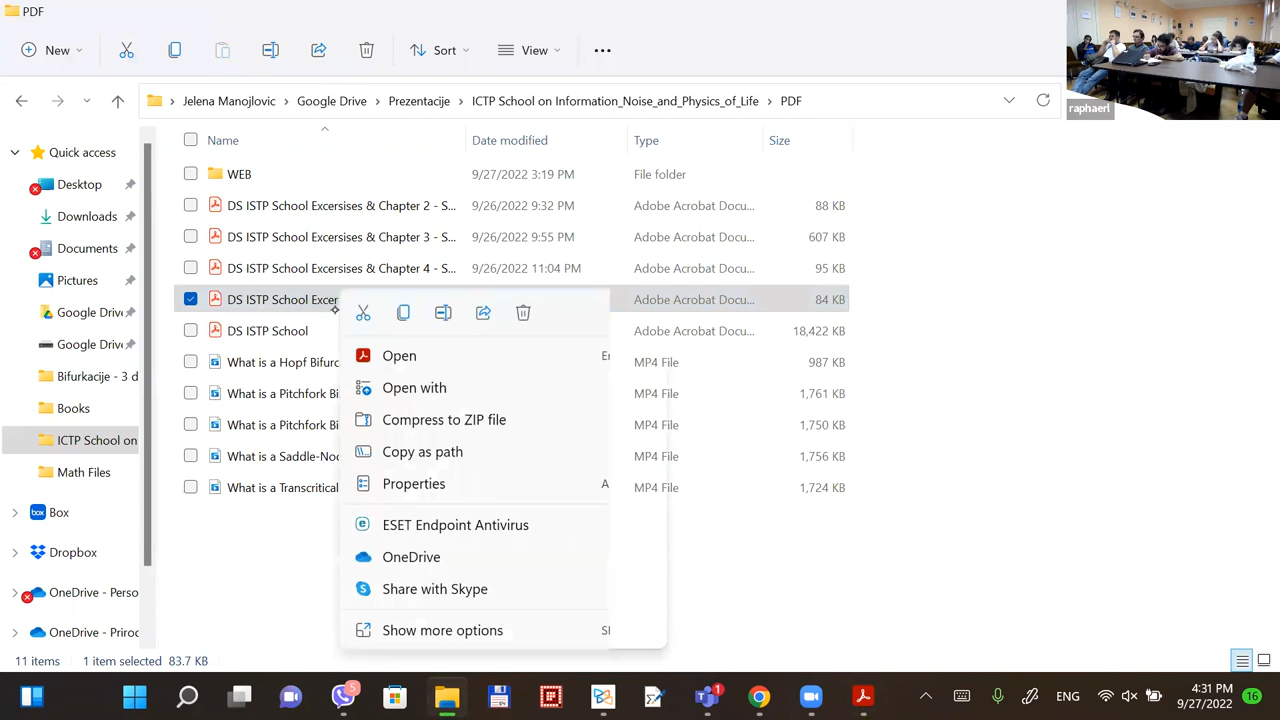 PDF
New
Sort
View
Jelena Manojlovic > Google Drive > Prezentacije > ICTP School on Information_Noise_and_Physics_of_Life > PDF
raphaerl
Name Date modified Type Size
Quick access
Desktop
Downloads
Documents
Pictures
Google Drive
Google Drive
Bifurkacije - 3 d
Books
ICTP School on
Math Files
Box
Dropbox
OneDrive - Perso
OneDrive - Priroc
WEB 9/27/2022 3:19 PM File folder
DS ISTP School Excersises & Chapter 2 - S... 9/26/2022 9:32 PM Adobe Acrobat Docu... 88 KB
DS ISTP School Excersises & Chapter 3 - S... 9/26/2022 9:55 PM Adobe Acrobat Docu... 607 KB
DS ISTP School Excersises & Chapter 4 - S... 9/26/2022 11:04 PM Adobe Acrobat Docu... 95 KB
DS ISTP School Excer Adobe Acrobat Docu... 84 KB
DS ISTP School Adobe Acrobat Docu... 18,422 KB
What is a Hopf Bifurc MP4 File 987 KB
What is a Pitchfork Bi MP4 File 1,761 KB
What is a Pitchfork Bi MP4 File 1,750 KB
What is a Saddle-No MP4 File 1,756 KB
What is a Transcritical MP4 File 1,724 KB
Open
Open with
Compress to ZIP file
Copy as path
Properties A
ESET Endpoint Antivirus
OneDrive
Share with Skype
Show more options
11 items 1 item selected 83.7 KB
5
1
ENG
4:31 PM
9/27/2022
16